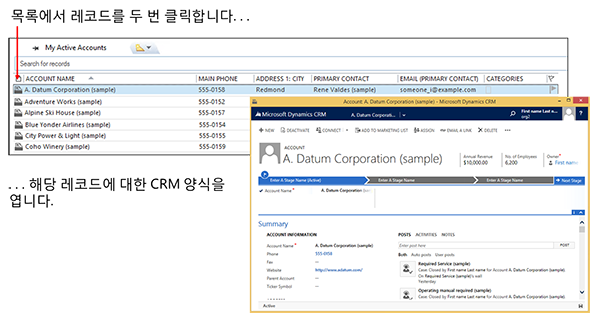 목록에서 레코드를 두 번 클릭합니다. . .
My Active Accounts
Search for records
ACCOUNT NAME MAIN PHONE ADDRESS 1: CITY PRIMARY CONTACT EMAIL (PRIMARY CONTACT) CATEGORIES
A. Datum Corporation (sample) 555-0158 Redmond Rene Valdes (sample) someone_i@example.com
Adventure Works (sample) 555-0152
Alpine Ski House (sample) 555-0157
Blue Yonder Airlines (sample) 555-0154
City Power & Light (sample) 555-0155
Coho Winery (sample) 555-0159
. . . 해당 레코드에 대한 CRM 양식을
엽니다.
Account: A. Datum Corporation (sample) - Microsoft Dynamics CRM
Microsoft Dynamics CRM A. Datum Corporati... First name Last n...
org2
NEW DEACTIVATE CONNECT ADD TO MARKETING LIST ASSIGN EMAIL A LINK DELETE
ACCOUNT
A. Datum Corporation (sample)
Annual Revenue No. of Employees Owner*
$10,000.00 6,200 First name
Enter A Stage Name (Active) Enter A Stage Name Enter A Stage Name Next Stage
Account Name* A. Datum Corporation (sample)
Summary
ACCOUNT INFORMATION
Account Name* A. Datum Corporation (sample)
Phone 555-0158
Fax --
Website http://www.adatum.com/
Parent Account --
Ticker Symbol --
POSTS ACTIVITIES NOTES
Enter post here POST
Both Auto posts User posts
Required Service (sample)
Case: Closed by First name Last name for Account A. Datum Corporation (sample).
On Required Service (sample)'s wall
Yesterday
Operating manual required (sample)
Case: Closed by First name Last name for Account A. Datum Corporation (sample).
Active